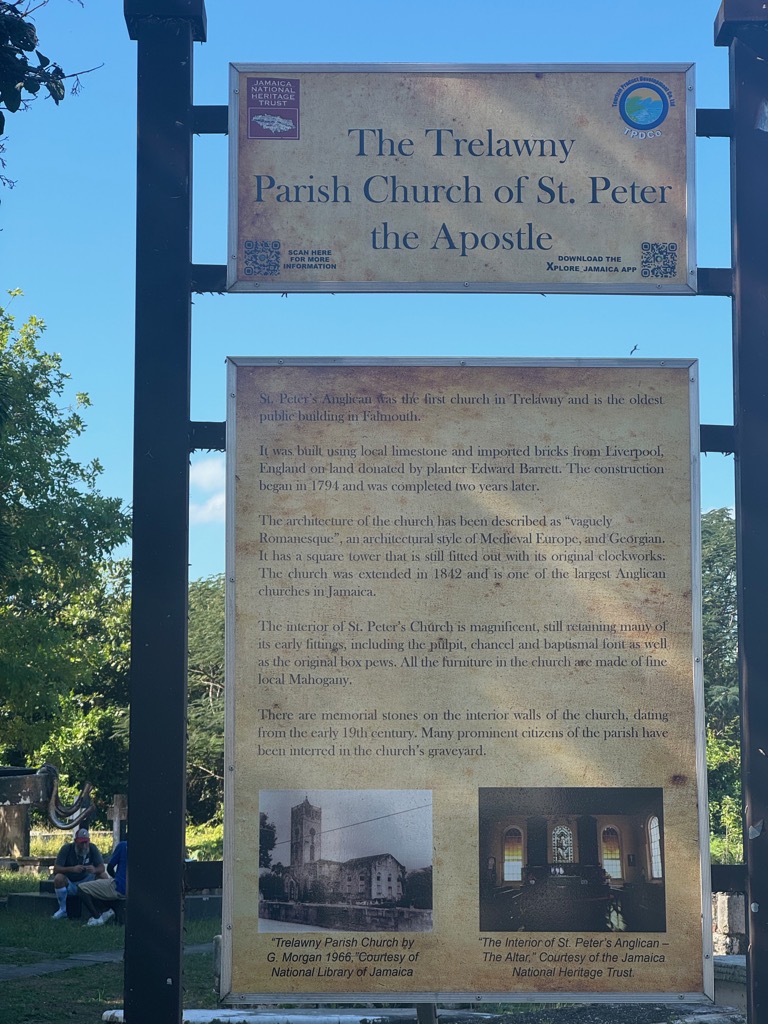 JAMAICA
NATIONAL
HERITAGE
TRUST
Tourism Product Development Co. Ltd
TPDCo
The Trelawny
Parish Church of St. Peter
the Apostle
SCAN HERE
FOR MORE
INFORMATION
DOWNLOAD THE
XPLORE JAMAICA APP
St. Peter's Anglican was the first church in Trelawny and is the oldest
public building in Falmouth.
It was built using local limestone and imported bricks from Liverpool,
England on land donated by planter Edward Barrett. The construction
began in 1794 and was completed two years later.
The architecture of the church has been described as “vaguely
Romanesque”, an architectural style of Medieval Europe, and Georgian.
It has a square tower that is still fitted out with its original clockworks.
The church was extended in 1842 and is one of the largest Anglican
churches in Jamaica.
The interior of St. Peter's Church is magnificent, still retaining many of
its early fittings, including the pulpit, chancel and baptismal font as well
as the original box pews. All the furniture in the church are made of fine
local Mahogany.
There are memorial stones on the interior walls of the church, dating
from the early 19th century. Many prominent citizens of the parish have
been interred in the church's graveyard.
"Trelawny Parish Church by
G. Morgan 1966,"Courtesy of
National Library of Jamaica
"The Interior of St. Peter's Anglican –
The Altar," Courtesy of the Jamaica
National Heritage Trust.